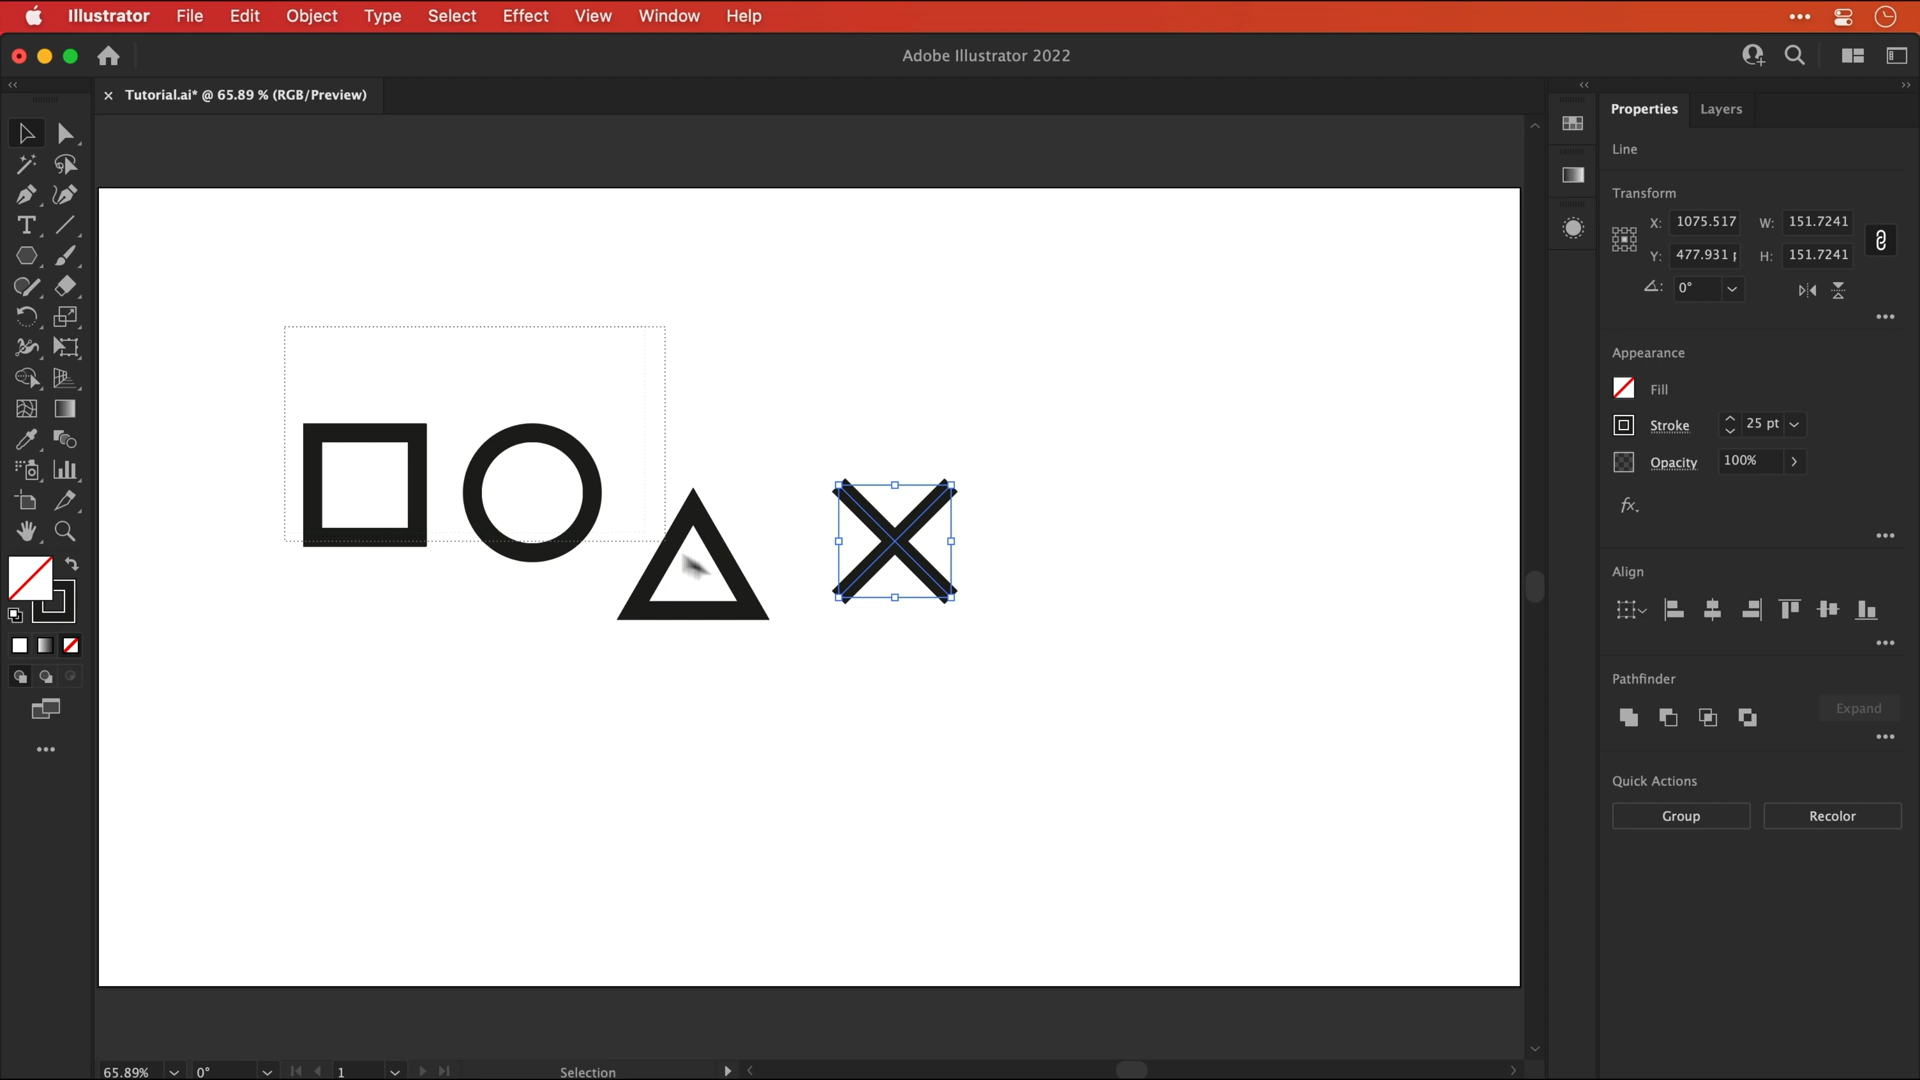 Illustrator File Edit Object Type Select Effect View Window Help
Adobe Illustrator 2022
Tutorial.ai* @ 65.89 % (RGB/Preview)
Properties Layers
Line
Transform
X: 1075.517 W: 151.7241
Y: 477.931 H: 151.7241
0°
Appearance
Fill
Stroke 25 pt
Opacity 100%
fx
Align
Pathfinder
Expand
Quick Actions
Group Recolor
65.89% 0° 1 Selection